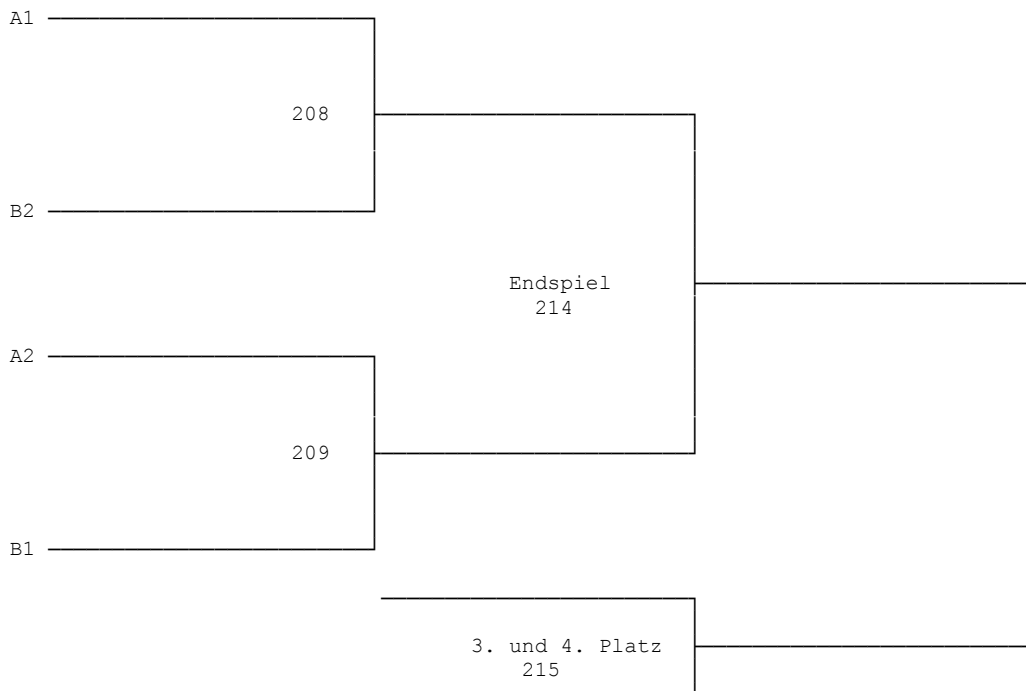 A1
208
B2
Endspiel
214
A2
209
B1
3. und 4. Platz
215